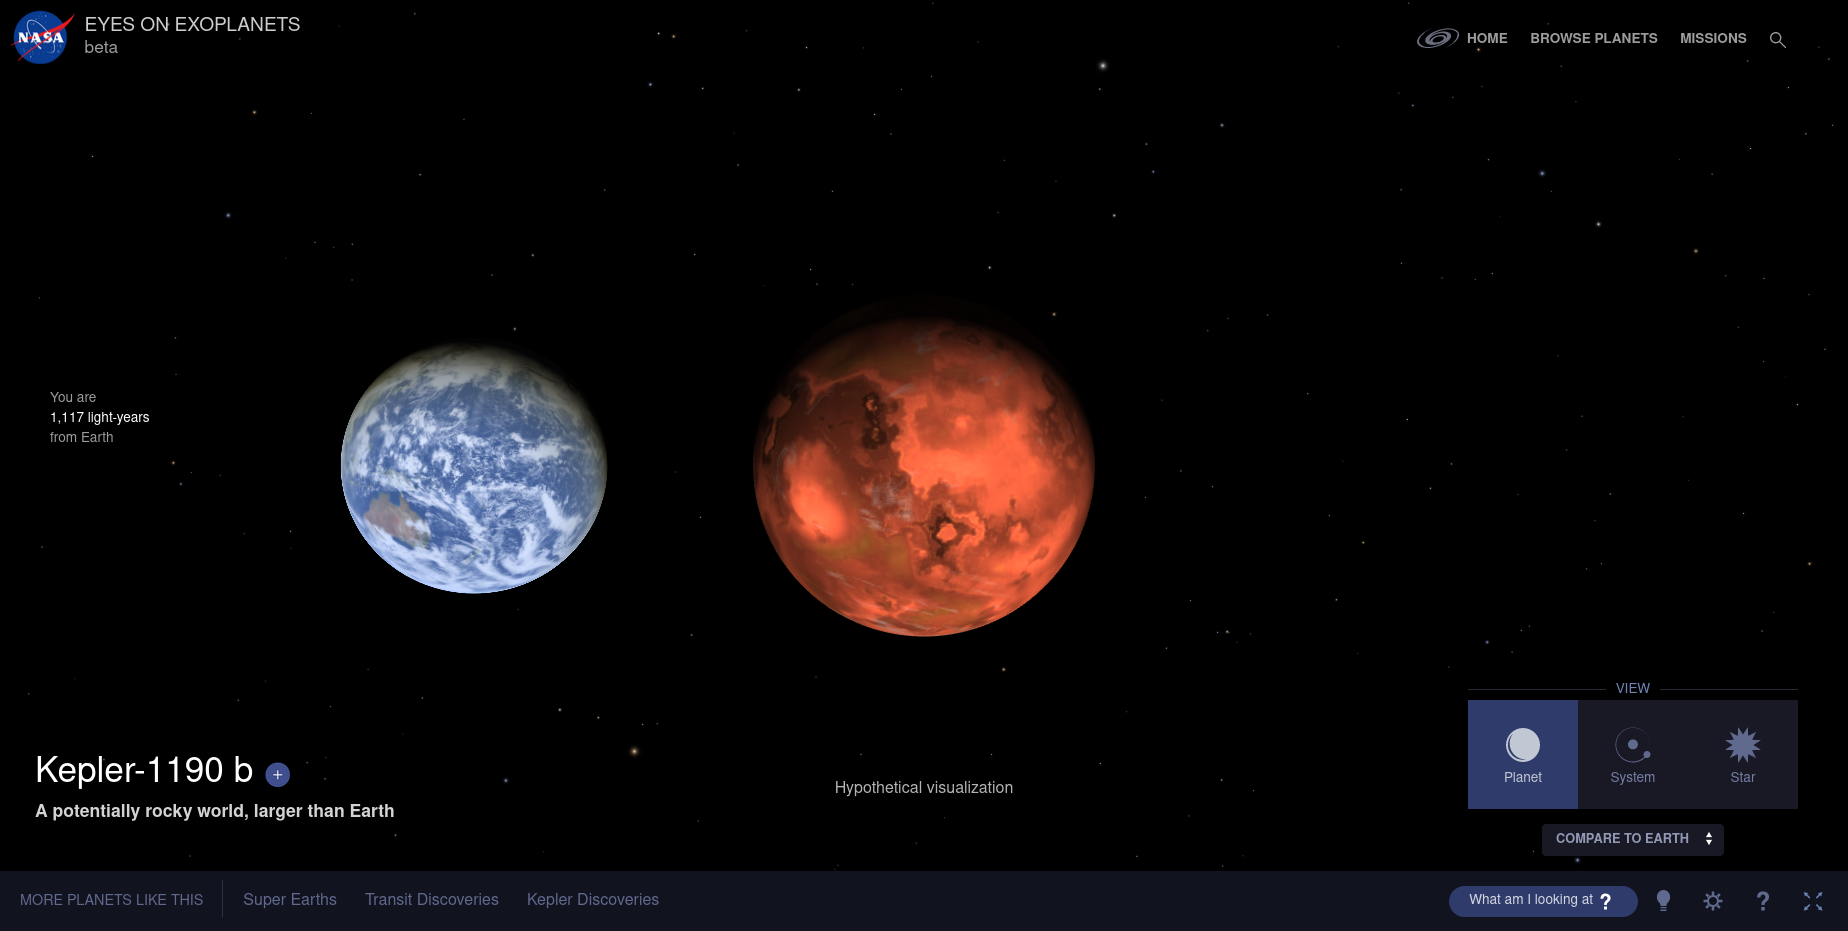 NASA
EYES ON EXOPLANETS
beta
HOME
BROWSE PLANETS
MISSIONS
You are
1,117 light-years
from Earth
Kepler-1190 b +
A potentially rocky world, larger than Earth
Hypothetical visualization
VIEW
Planet
System
Star
COMPARE TO EARTH
MORE PLANETS LIKE THIS
Super Earths
Transit Discoveries
Kepler Discoveries
What am I looking at ?
?